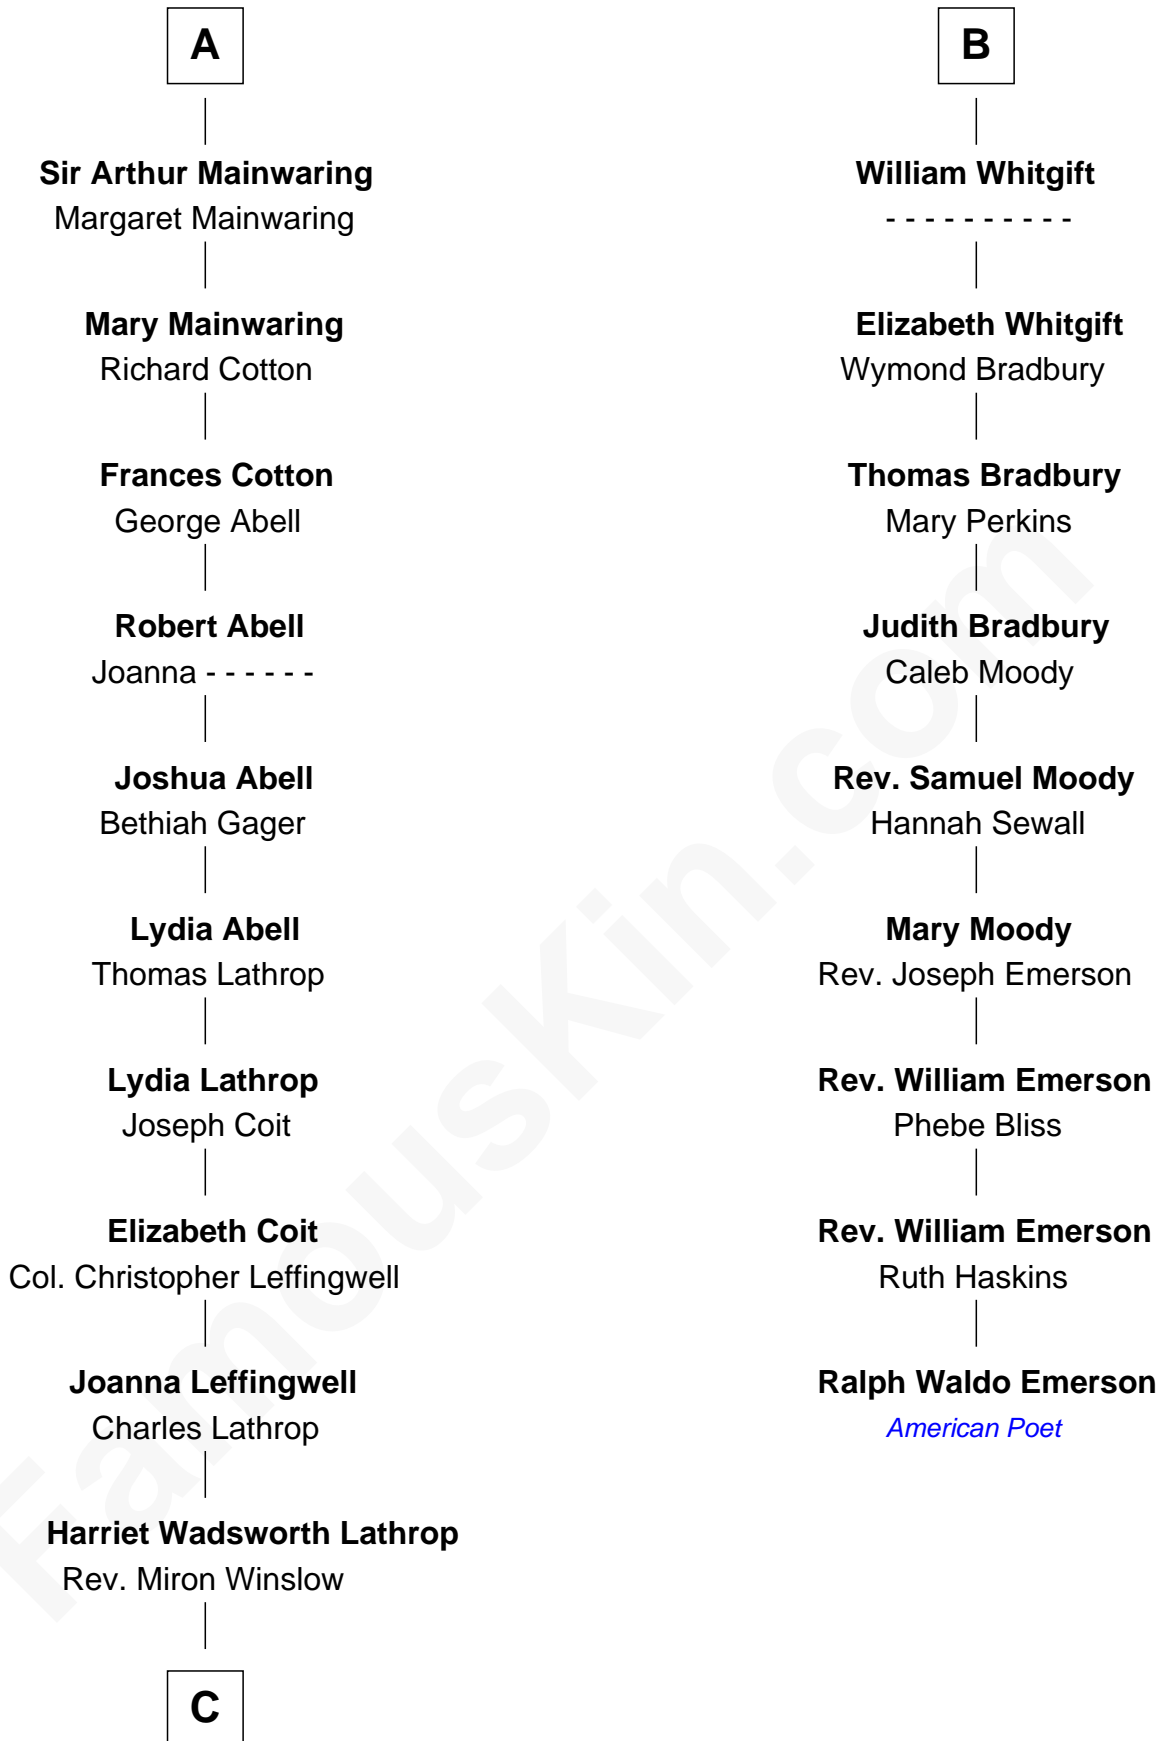 A
Sir Arthur Mainwaring
Margaret Mainwaring
Mary Mainwaring
Richard Cotton
Frances Cotton
George Abell
Robert Abell
Joanna - - - - - -
Joshua Abell
Bethiah Gager
Lydia Abell
Thomas Lathrop
Lydia Lathrop
Joseph Coit
Elizabeth Coit
Col. Christopher Leffingwell
Joanna Leffingwell
Charles Lathrop
Harriet Wadsworth Lathrop
Rev. Miron Winslow
C
B
William Whitgift
- - - - - - - - - -
Elizabeth Whitgift
Wymond Bradbury
Thomas Bradbury
Mary Perkins
Judith Bradbury
Caleb Moody
Rev. Samuel Moody
Hannah Sewall
Mary Moody
Rev. Joseph Emerson
Rev. William Emerson
Phebe Bliss
Rev. William Emerson
Ruth Haskins
Ralph Waldo Emerson
American Poet
FamousKin.com